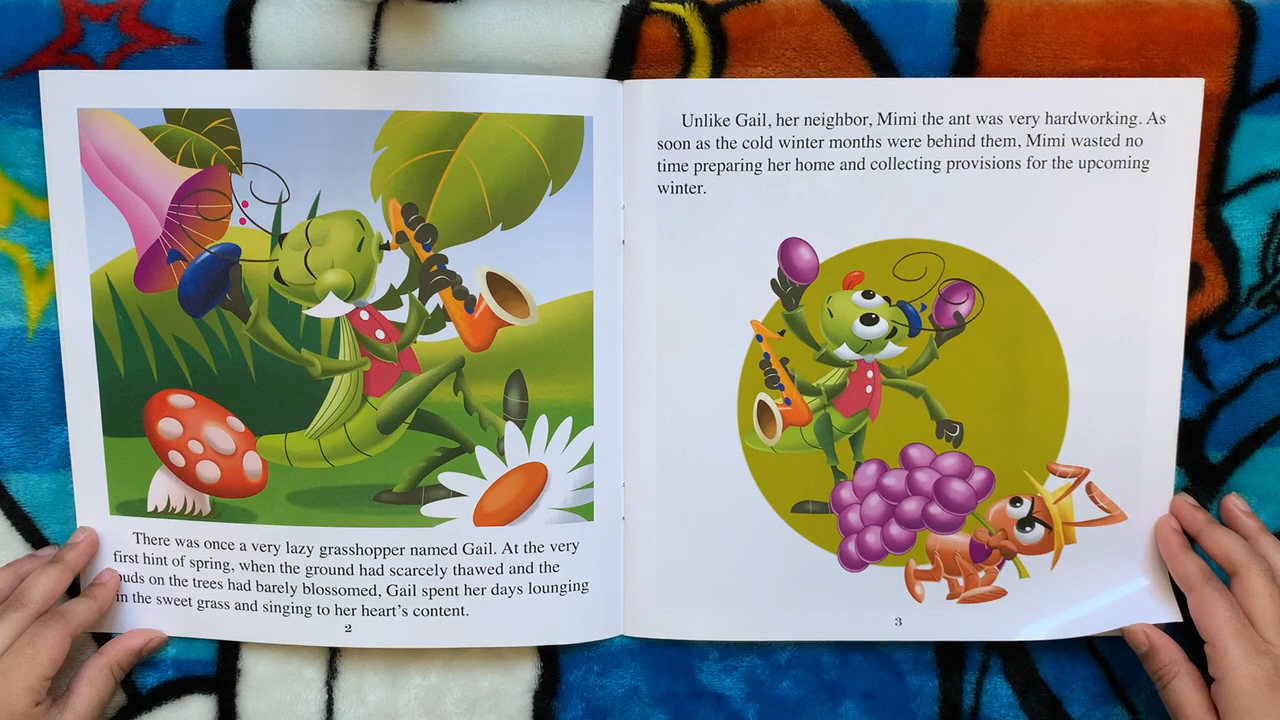 There was once a very lazy grasshopper named Gail. At the very
first hint of spring, when the ground had scarcely thawed and the
buds on the trees had barely blossomed, Gail spent her days lounging
in the sweet grass and singing to her heart's content.
2
Unlike Gail, her neighbor, Mimi the ant was very hardworking. As
soon as the cold winter months were behind them, Mimi wasted no
time preparing her home and collecting provisions for the upcoming
winter.
3